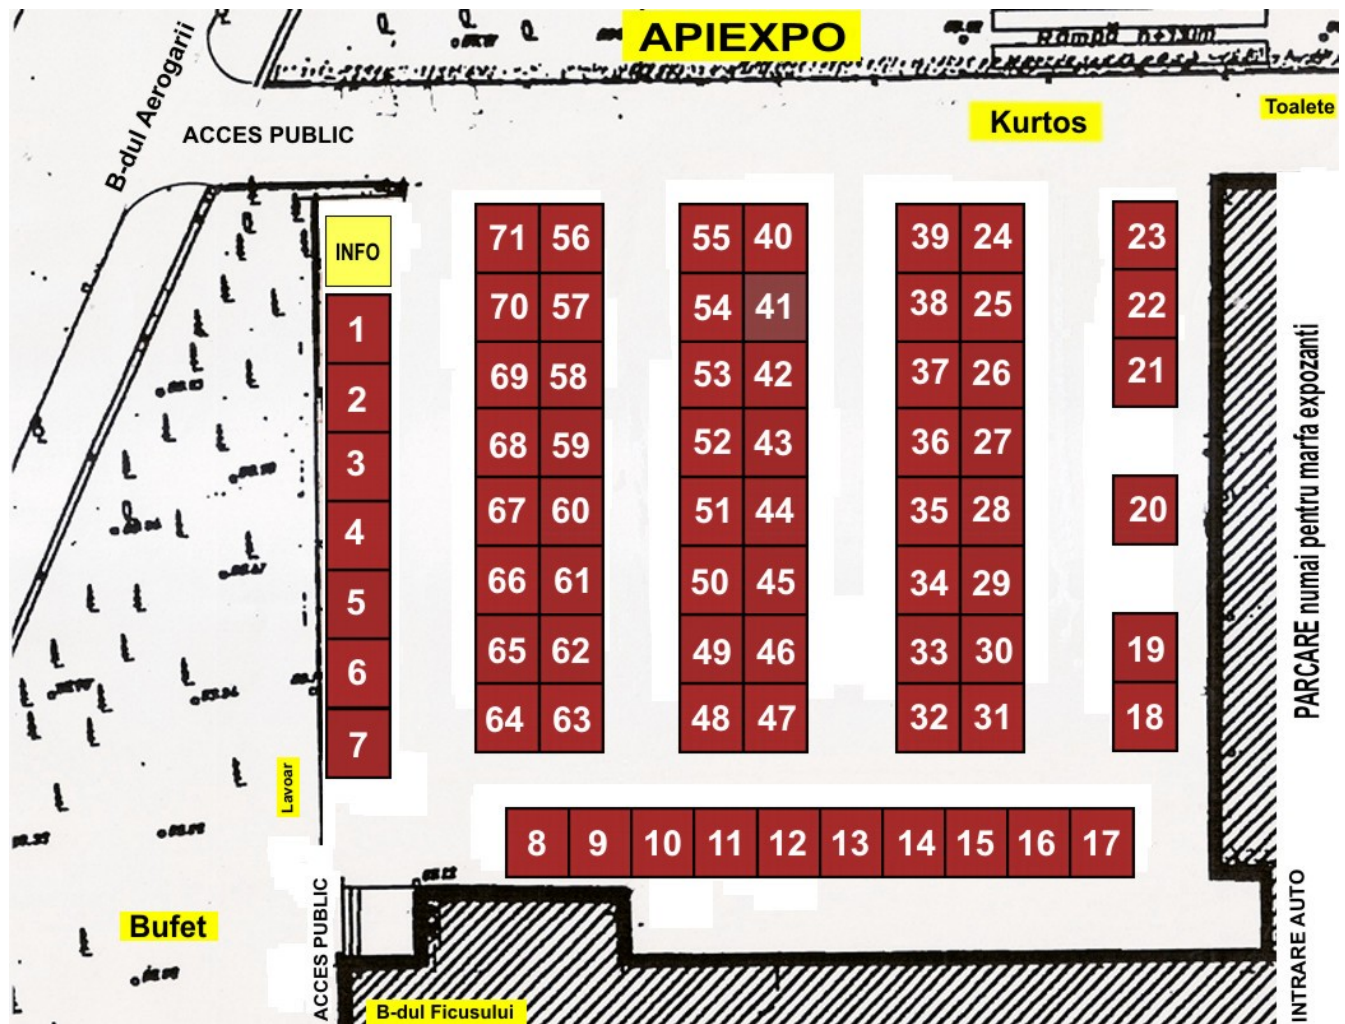 APIEXPO
Rampă
B-dul Aerogarii
ACCES PUBLIC
Kurtos
Toalete
INFO
71 56 55 40 39 24 23
1
70 57 54 41 38 25 22
2
69 58 53 42 37 26 21
3
68 59 52 43 36 27
4
67 60 51 44 35 28 20
5
66 61 50 45 34 29
6
65 62 49 46 33 30 19
7
64 63 48 47 32 31 18
PARCARE numai pentru marfa expozanti
Lavoar
8 9 10 11 12 13 14 15 16 17
Bufet
ACCES PUBLIC
INTRARE AUTO
B-dul Ficusului